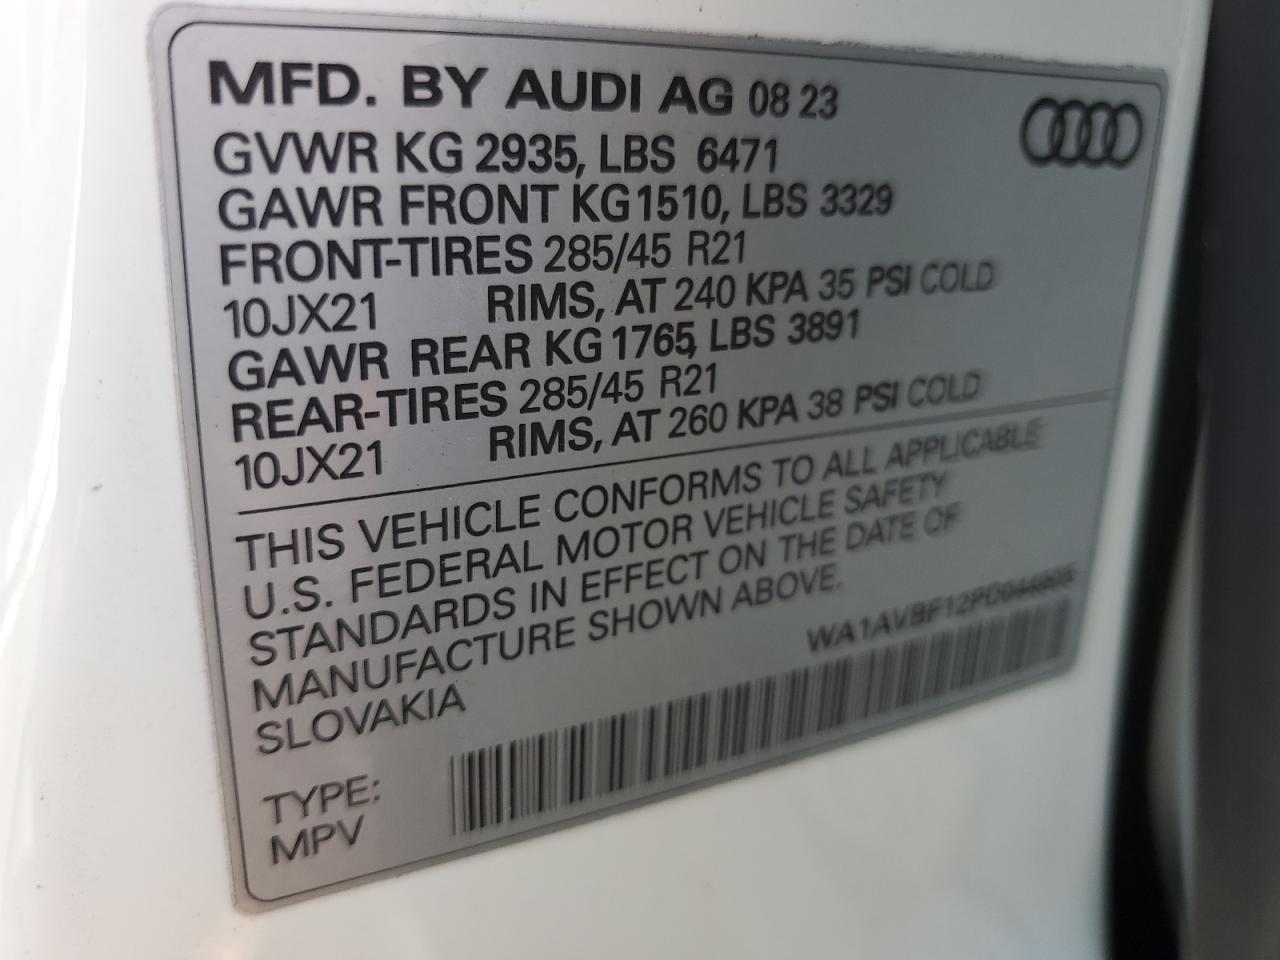 MFD. BY AUDI AG 08 23
GVWR KG 2935, LBS 6471
GAWR FRONT KG 1510, LBS 3329
FRONT-TIRES 285/45 R21
10JX21 RIMS, AT 240 KPA 35 PSI COLD
GAWR REAR KG 1765, LBS 3891
REAR-TIRES 285/45 R21
10JX21 RIMS, AT 260 KPA 38 PSI COLD
THIS VEHICLE CONFORMS TO ALL APPLICABLE
U.S. FEDERAL MOTOR VEHICLE SAFETY
STANDARDS IN EFFECT ON THE DATE OF
MANUFACTURE SHOWN ABOVE.
SLOVAKIA
TYPE:
MPV